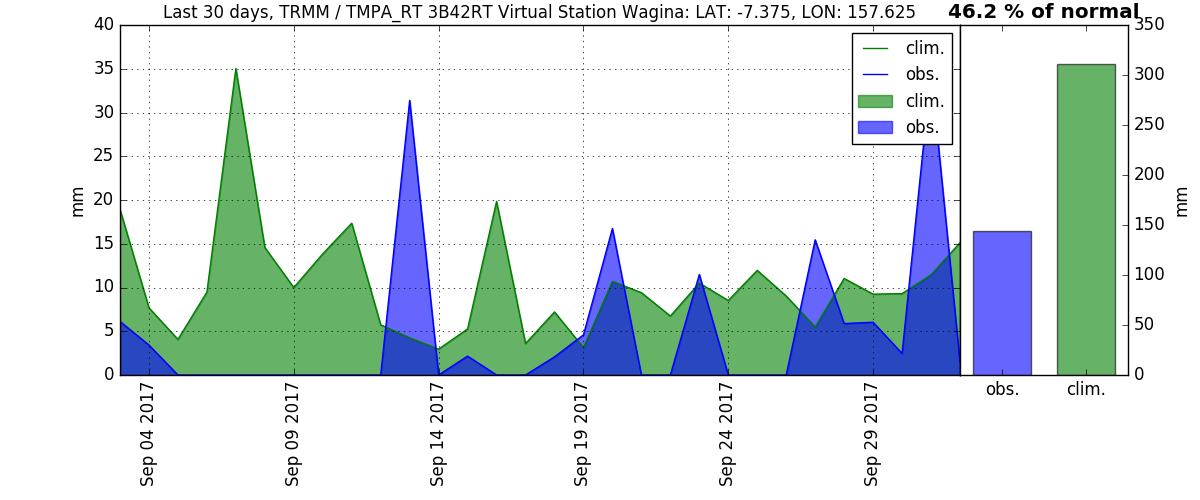 Last 30 days, TRMM / TMPA_RT 3B42RT Virtual Station Wagina: LAT: -7.375, LON: 157.625
46.2 % of normal
mm
40
35
30
25
20
15
10
5
0
clim.
obs.
clim.
obs.
Sep 04 2017
Sep 09 2017
Sep 14 2017
Sep 19 2017
Sep 24 2017
Sep 29 2017
obs.
clim.
350
300
250
200
150
100
50
0
mm